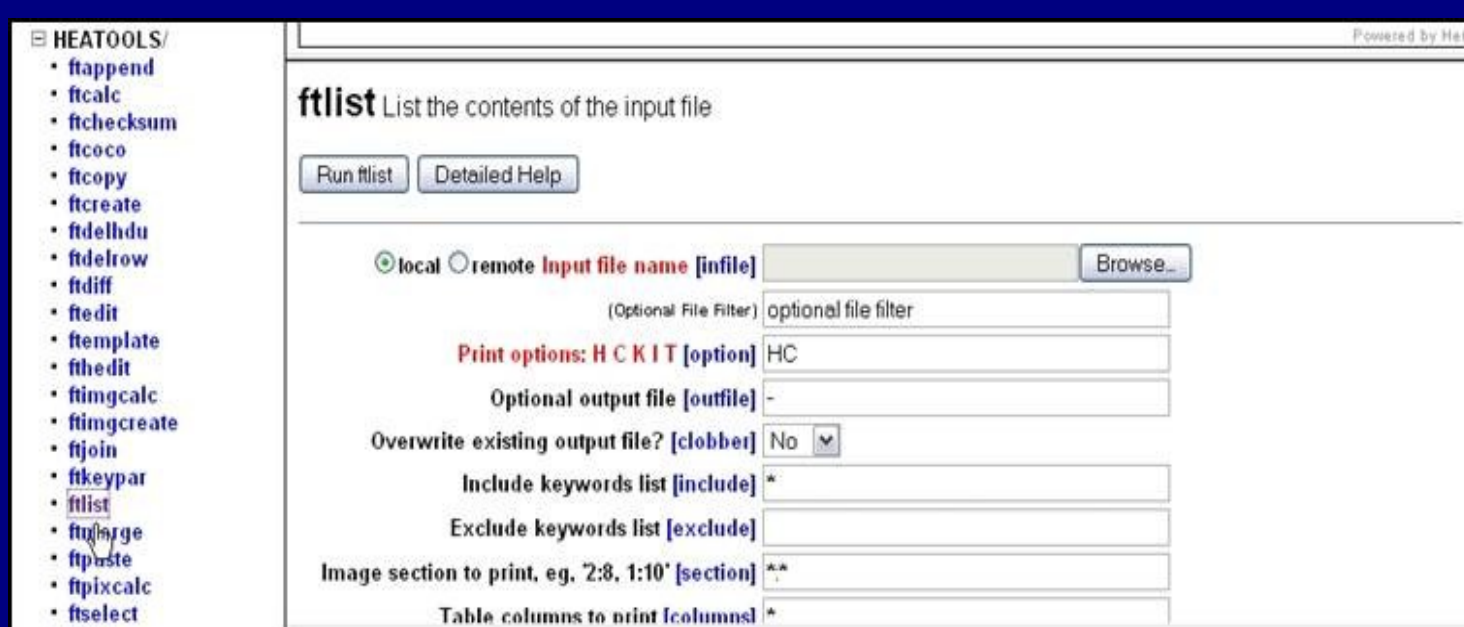 HEATOOLS/
ftappend
ftcalc
ftchecksum
ftcoco
ftcopy
ftcreate
ftdelhdu
ftdelrow
ftdiff
ftedit
ftemplate
fthedit
ftimgcalc
ftimgcreate
ftjoin
ftkeypar
ftlist
ftmerge
ftpaste
ftpixcalc
ftselect
Powered by
ftlist List the contents of the input file
Run ftlist Detailed Help
local remote Input file name [infile] Browse...
(Optional File Filter) optional file filter
Print options: H C K I T [option] HC
Optional output file [outfile] -
Overwrite existing output file? [clobber] No
Include keywords list [include] *
Exclude keywords list [exclude]
Image section to print, eg, '2:8, 1:10' [section] *:*
Table columns to print [columns] *